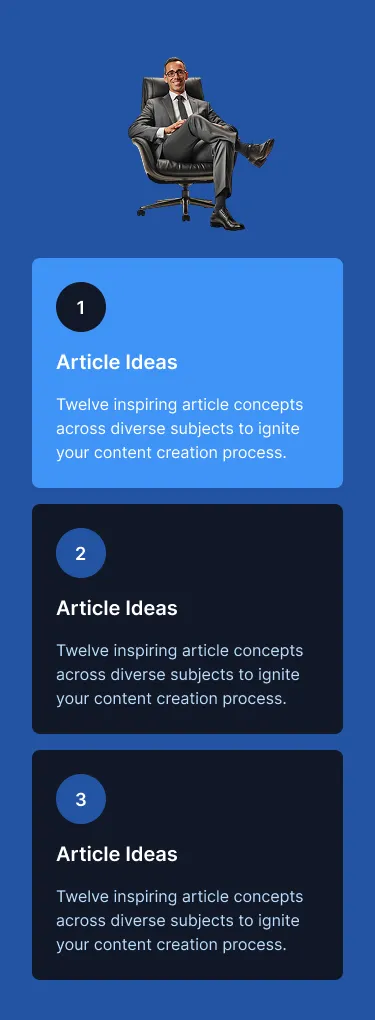 1
Article Ideas
Twelve inspiring article concepts
across diverse subjects to ignite
your content creation process.
2
Article Ideas
Twelve inspiring article concepts
across diverse subjects to ignite
your content creation process.
3
Article Ideas
Twelve inspiring article concepts
across diverse subjects to ignite
your content creation process.